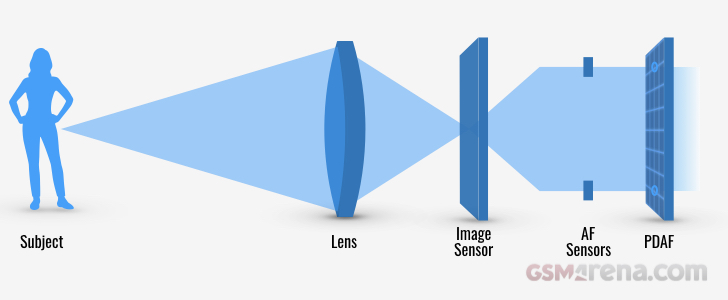 Subject
Lens
Image
Sensor
AF
Sensors
PDAF
GSMArena.com